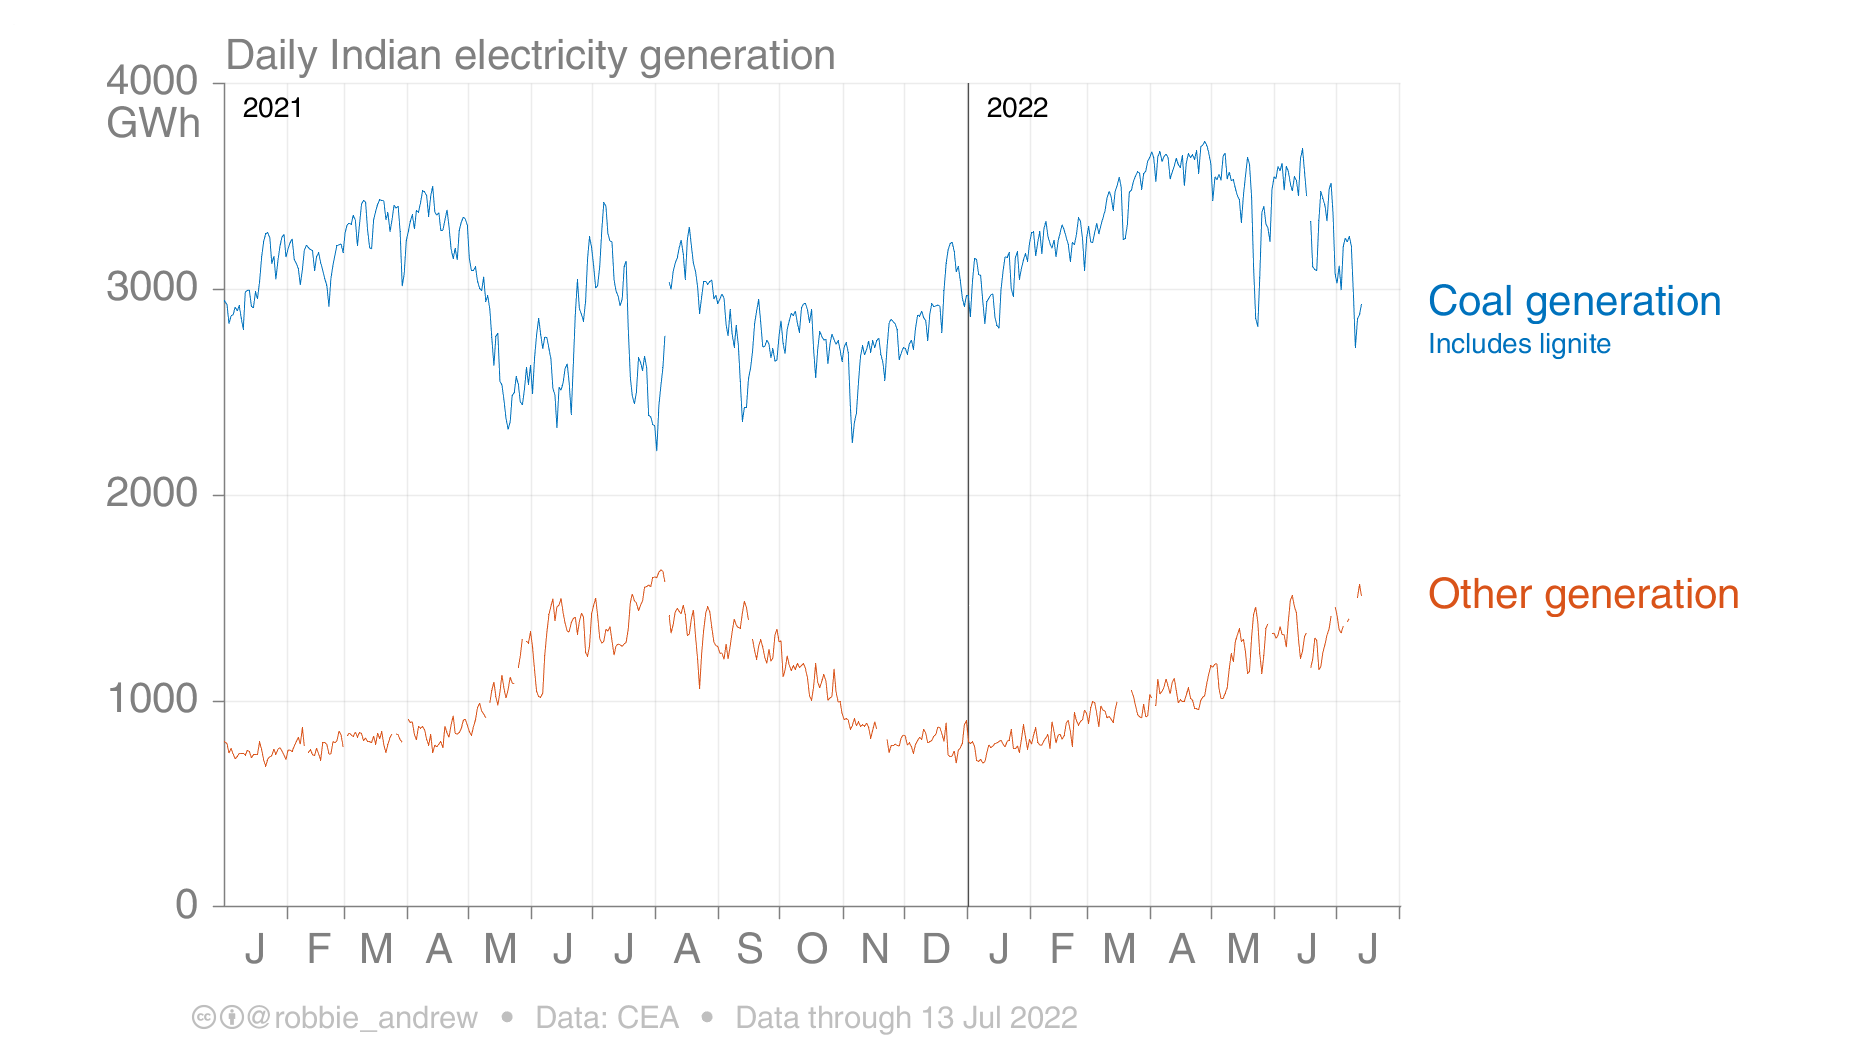 Daily Indian electricity generation
4000
GWh
2021
2022
3000
Coal generation
Includes lignite
2000
Other generation
1000
0
J F M A M J J A S O N D J F M A M J J
@robbie_andrew • Data: CEA • Data through 13 Jul 2022